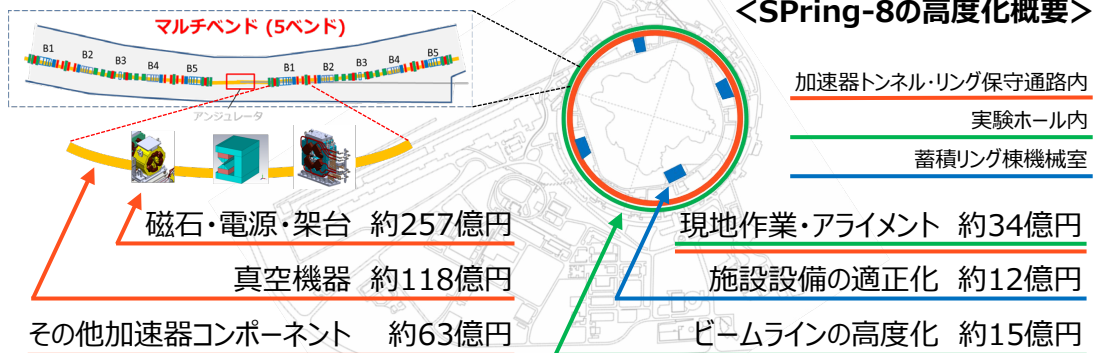 <SPring-8の高度化概要>
マルチベンド (5ベンド)
B1 B2 B3 B4 B5 B1 B2 B3 B4 B5
アンジュレータ
加速器トンネル・リング保守通路内
実験ホール内
蓄積リング棟機械室
磁石・電源・架台 約257億円
真空機器 約118億円
その他加速器コンポーネント 約63億円
現地作業・アライメント 約34億円
施設設備の適正化 約12億円
ビームラインの高度化 約15億円